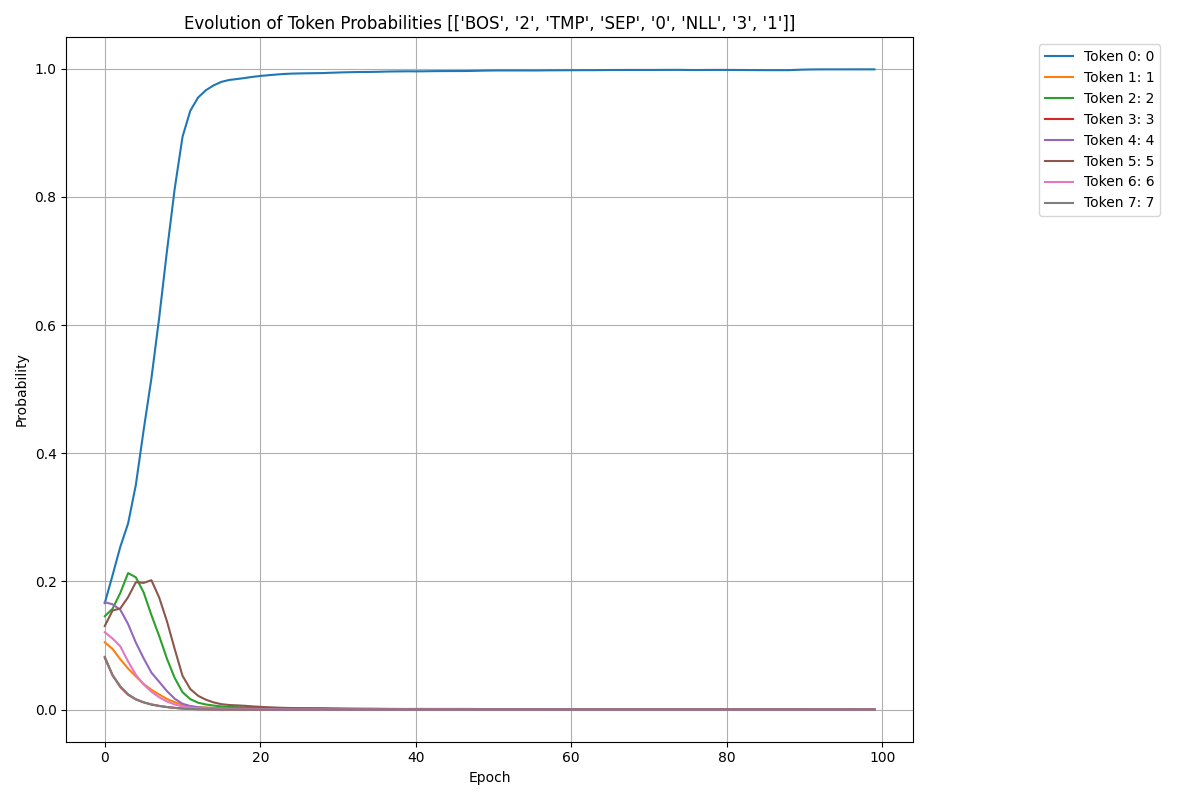 Evolution of Token Probabilities [['BOS', '2', 'TMP', 'SEP', '0', 'NLL', '3', '1']]
1.0
0.8
0.6
0.4
0.2
0.0
Probability
0
20
40
60
80
100
Epoch
Token 0: 0
Token 1: 1
Token 2: 2
Token 3: 3
Token 4: 4
Token 5: 5
Token 6: 6
Token 7: 7